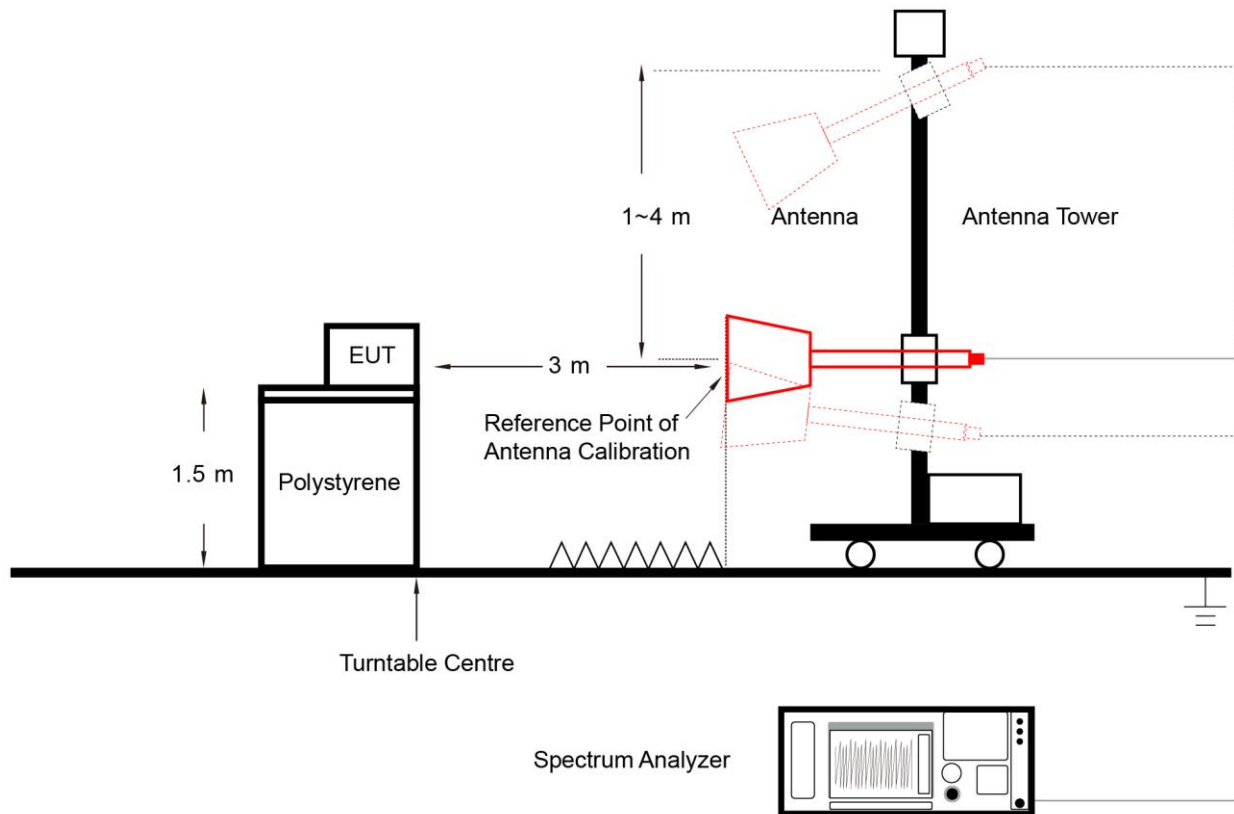 1~4 m
Antenna
Antenna Tower
EUT
3 m
Reference Point of
Antenna Calibration
1.5 m
Polystyrene
Turntable Centre
Spectrum Analyzer